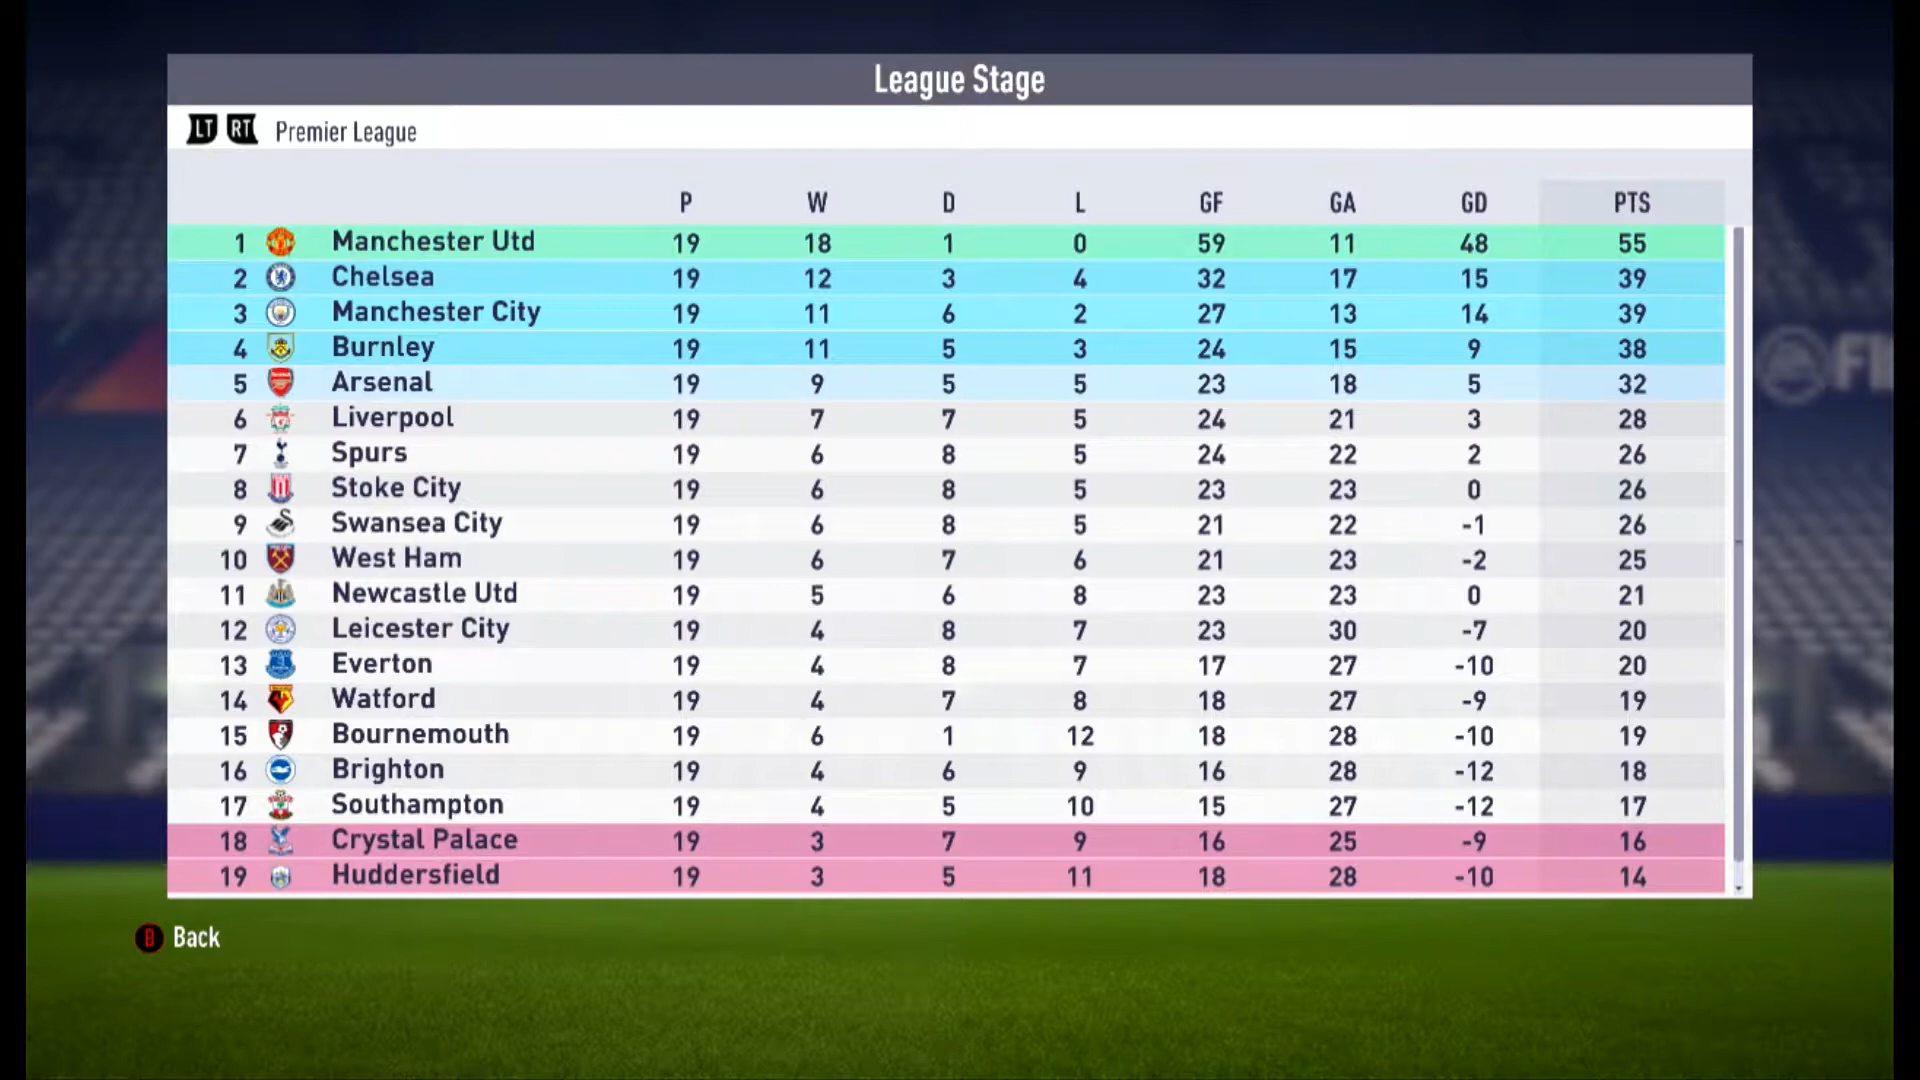 League Stage
LT RT Premier League
P W D L GF GA GD PTS
1 Manchester Utd 19 18 1 0 59 11 48 55
2 Chelsea 19 12 3 4 32 17 15 39
3 Manchester City 19 11 6 2 27 13 14 39
4 Burnley 19 11 5 3 24 15 9 38
5 Arsenal 19 9 5 5 23 18 5 32
6 Liverpool 19 7 7 5 24 21 3 28
7 Spurs 19 6 8 5 24 22 2 26
8 Stoke City 19 6 8 5 23 23 0 26
9 Swansea City 19 6 8 5 21 22 -1 26
10 West Ham 19 6 7 6 21 23 -2 25
11 Newcastle Utd 19 5 6 8 23 23 0 21
12 Leicester City 19 4 8 7 23 30 -7 20
13 Everton 19 4 8 7 17 27 -10 20
14 Watford 19 4 7 8 18 27 -9 19
15 Bournemouth 19 6 1 12 18 28 -10 19
16 Brighton 19 4 6 9 16 28 -12 18
17 Southampton 19 4 5 10 15 27 -12 17
18 Crystal Palace 19 3 7 9 16 25 -9 16
19 Huddersfield 19 3 5 11 18 28 -10 14
B Back